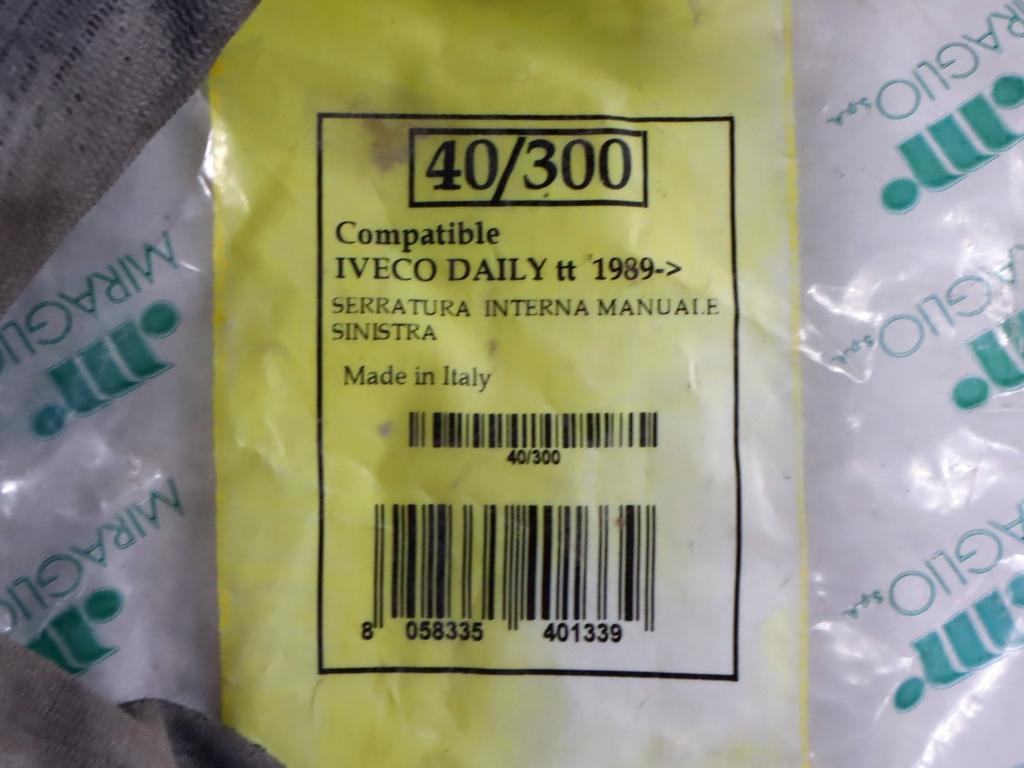 40/300
Compatible
IVECO DAILY tt '1989->
SERRATURA INTERNA MANUALE
SINISTRA
Made in Italy
40/300
8 058335 401339
MIRAGLIO
MIRAGLIO
MIRAGLIO S.p.A.
MIRAGLIO S.p.A.
MIRAGLIO S.p.A.